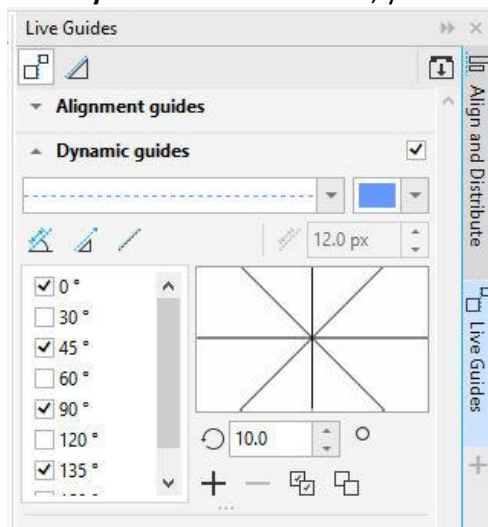 Live Guides
Alignment guides
Dynamic guides
12.0 px
0 °
30 °
45 °
60 °
90 °
120 °
135 °
10.0
Align and Distribute
Live Guides